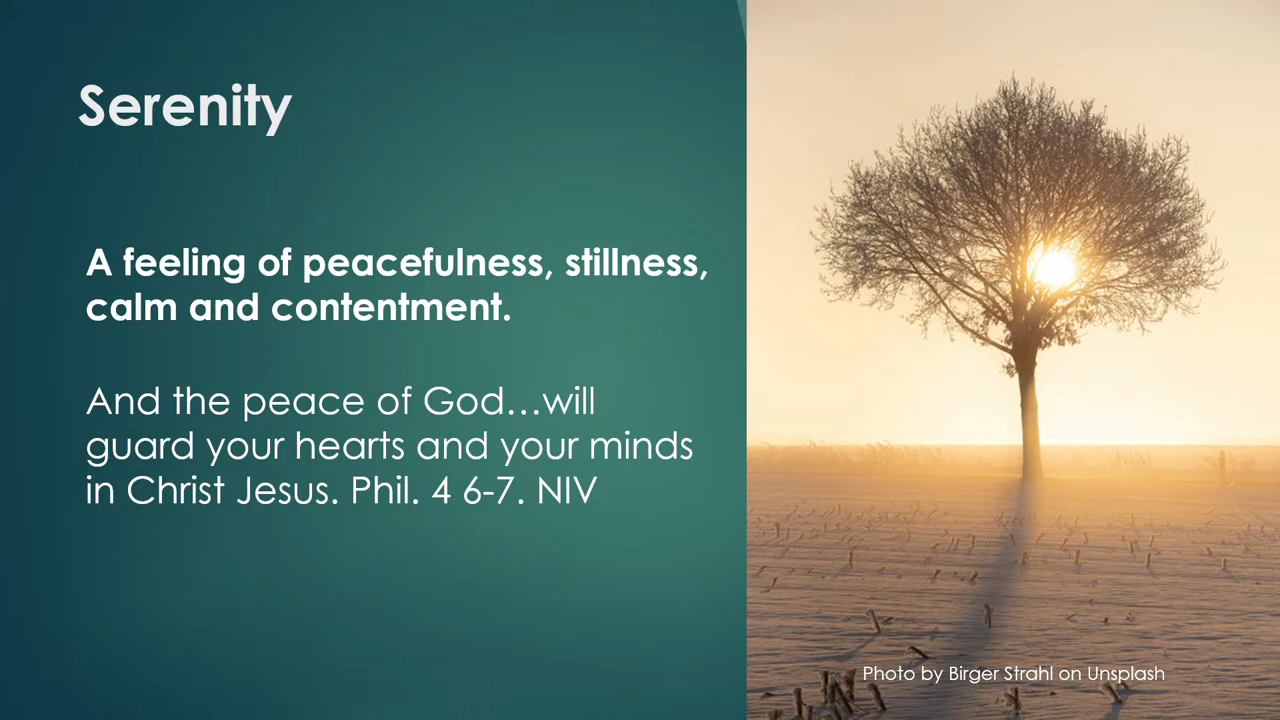 Serenity
A feeling of peacefulness, stillness,
calm and contentment.
And the peace of God…will
guard your hearts and your minds
in Christ Jesus. Phil. 4 6-7. NIV
Photo by Birger Strahl on Unsplash